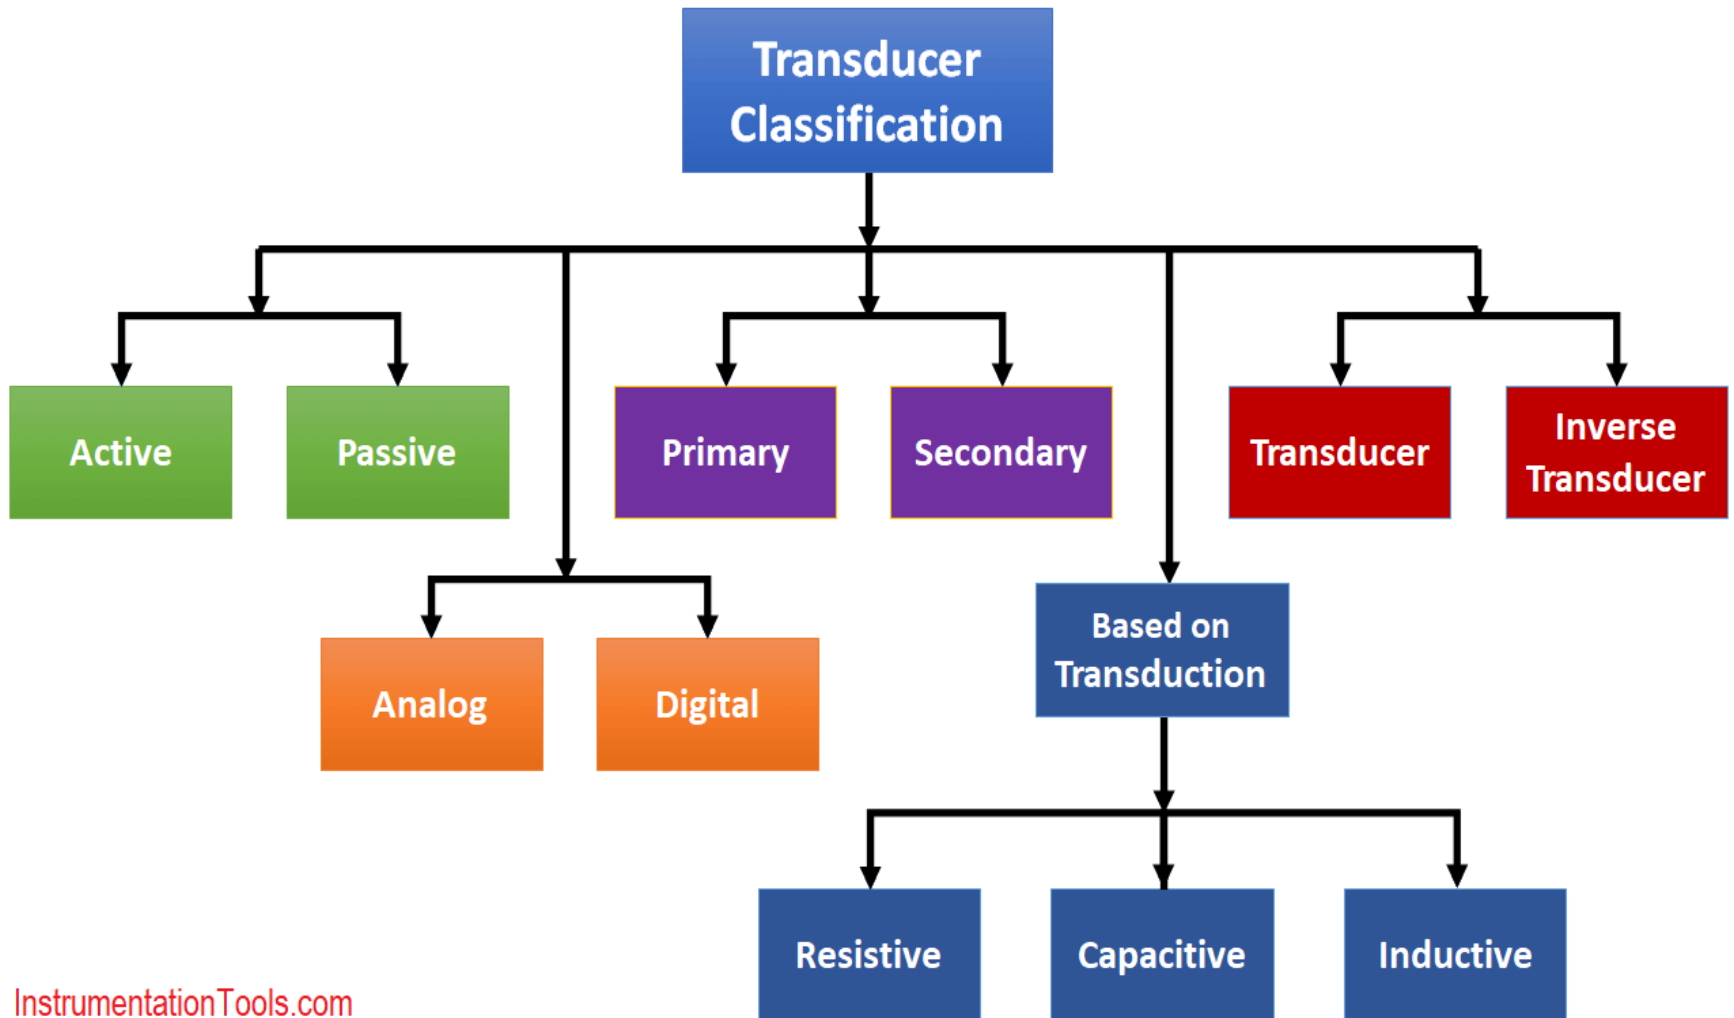 Transducer
Classification
Active
Passive
Primary
Secondary
Transducer
Inverse
Transducer
Analog
Digital
Based on
Transduction
Resistive
Capacitive
Inductive
InstrumentationTools.com